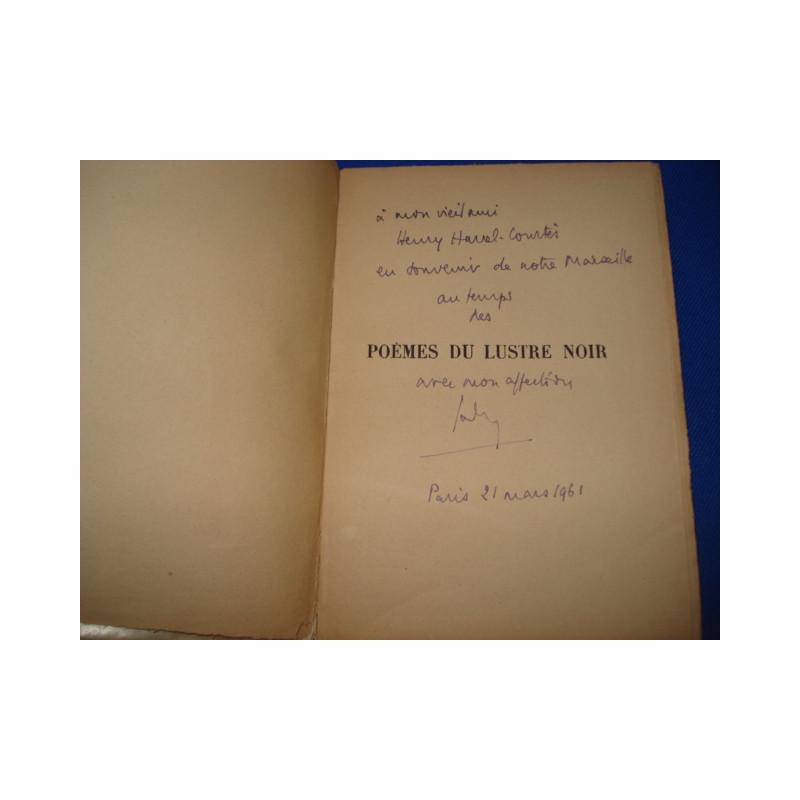 à mon vieil ami
Henry Harel-Courtès
en souvenir de notre Marseille
au temps
des
POÈMES DU LUSTRE NOIR
avec mon affection
Paris 21 mars 1961